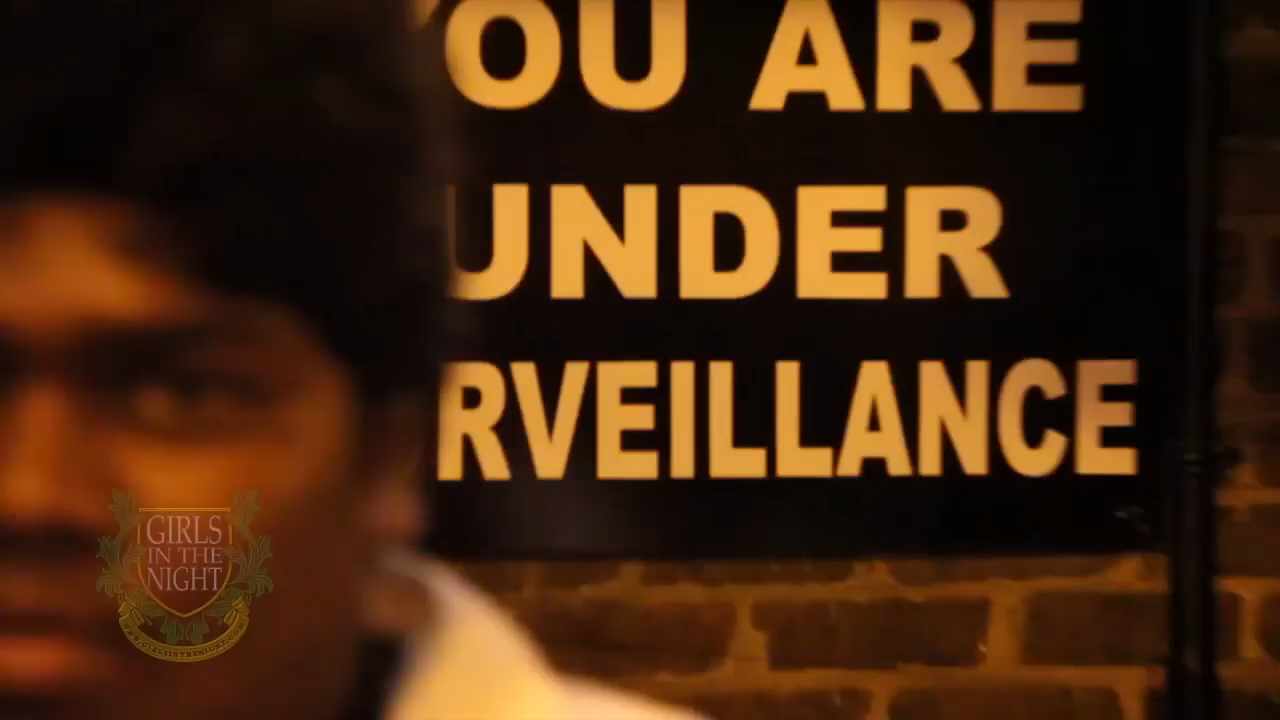 OU ARE
UNDER
RVEILLANCE
GIRLS
IN THE
NIGHT